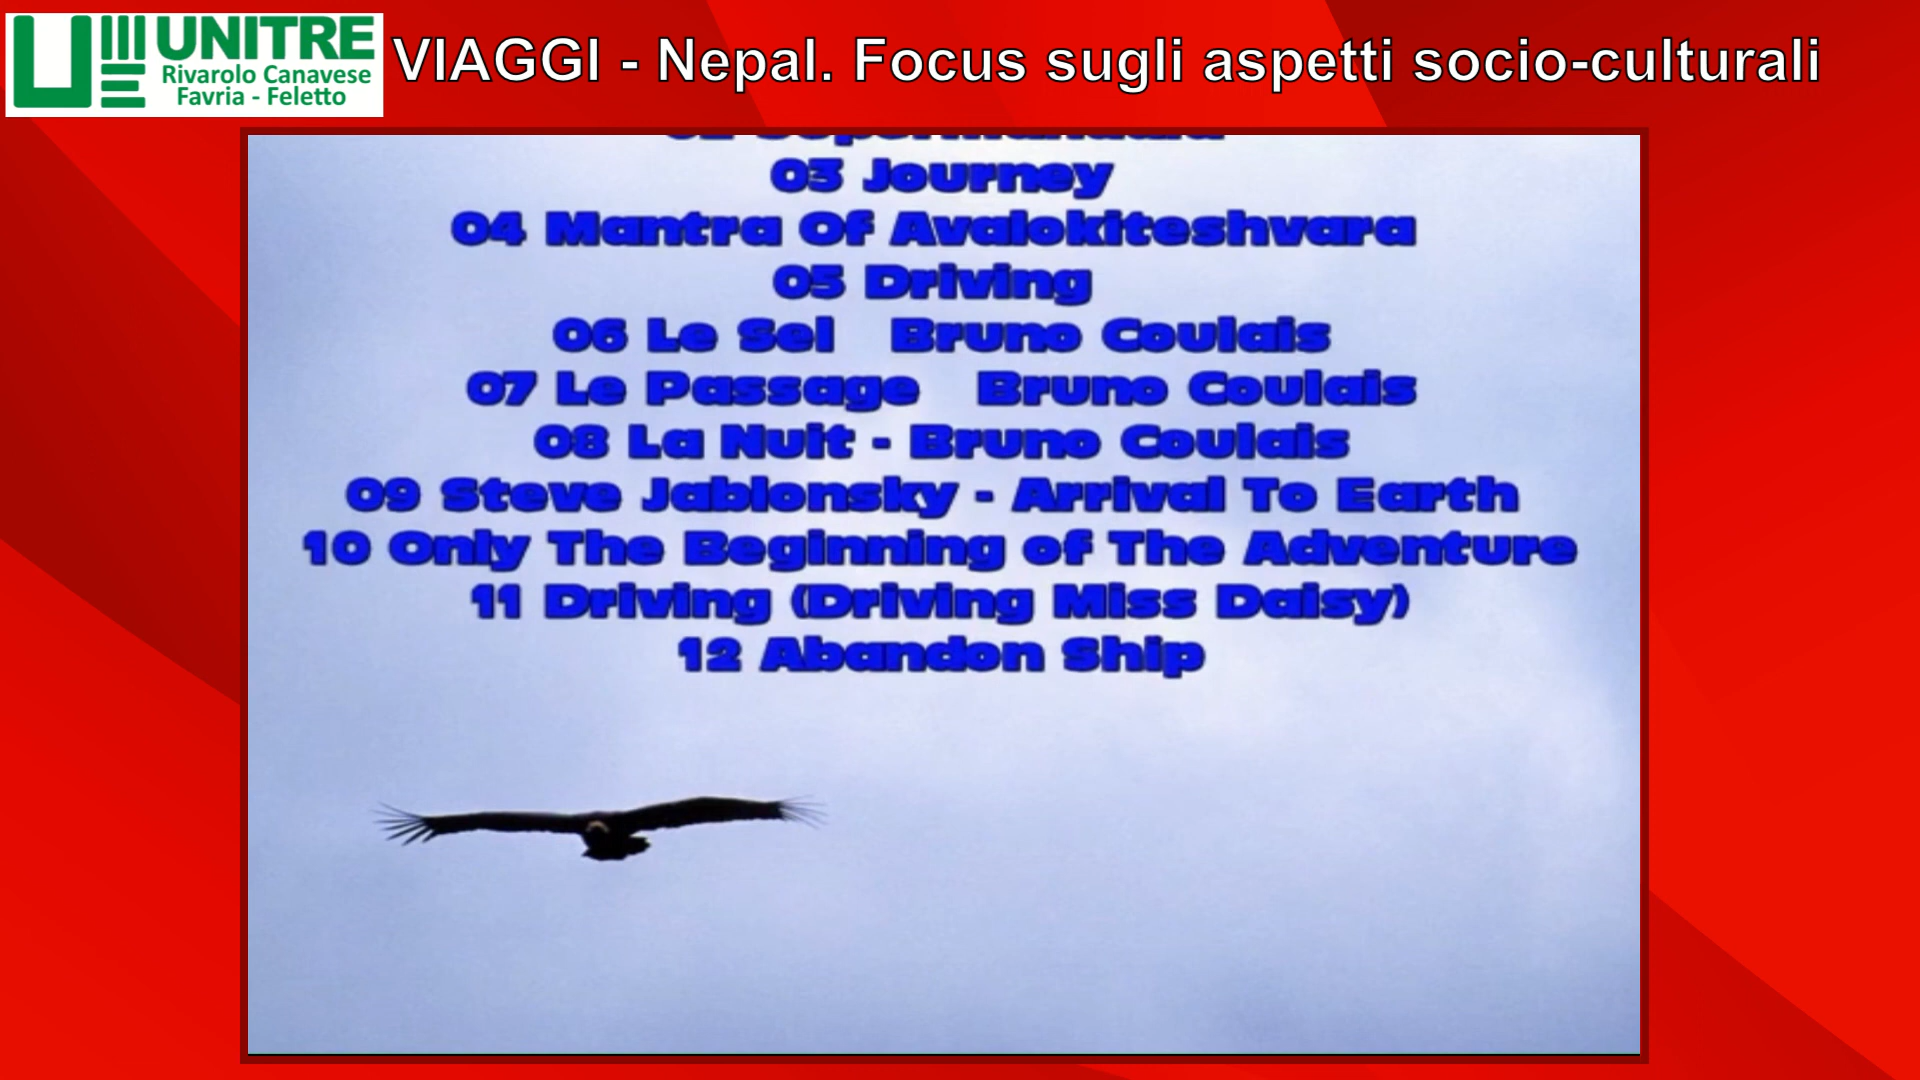 UNITRE
Rivarolo Canavese
Favria - Feletto
VIAGGI - Nepal. Focus sugli aspetti socio-culturali
03 Journey
04 Mantra Of Avalokiteshvara
05 Driving
06 Le Sel Bruno Coulais
07 Le Passage Bruno Coulais
08 La Nuit - Bruno Coulais
09 Steve Jablonsky - Arrival To Earth
10 Only The Beginning of The Adventure
11 Driving (Driving Miss Daisy)
12 Abandon Ship